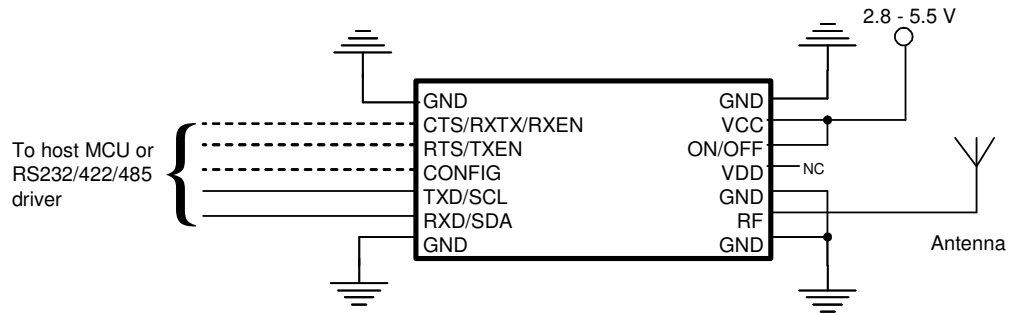 2.8 - 5.5 V
GND
CTS/RXTX/RXEN
RTS/TXEN
CONFIG
TXD/SCL
RXD/SDA
GND
GND
VCC
ON/OFF
VDD
GND
RF
GND
NC
To host MCU or
RS232/422/485
driver
Antenna